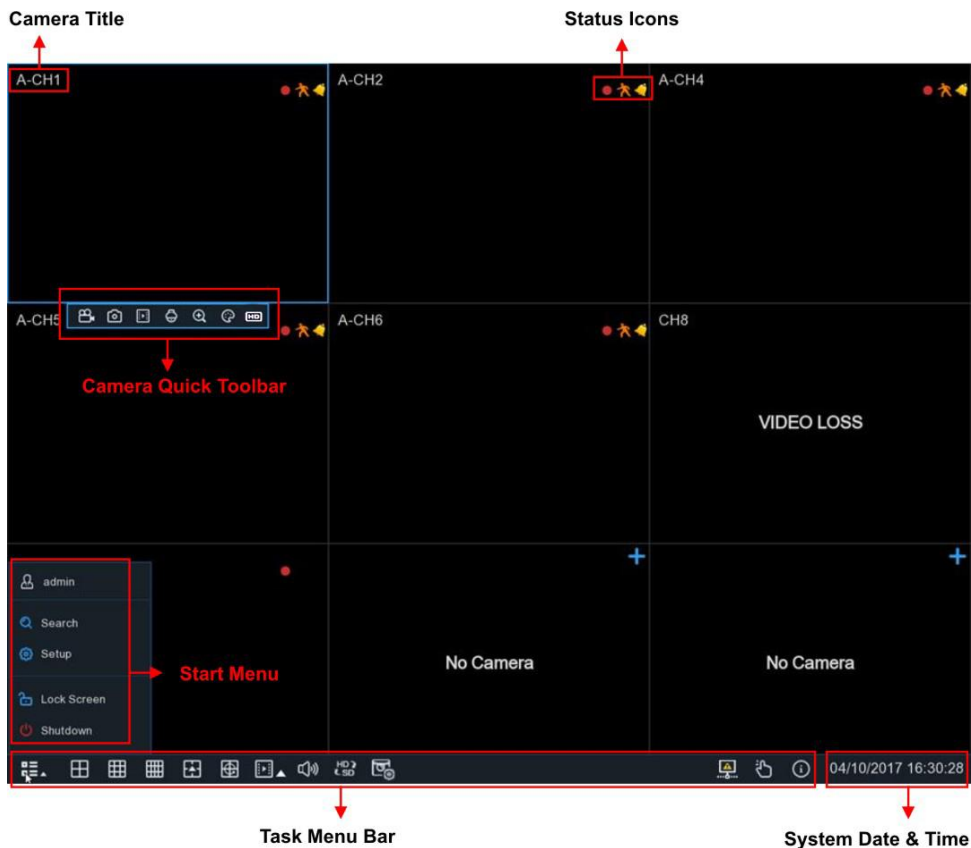 Camera Title
Status Icons
A-CH1
A-CH2
A-CH4
A-CH5
HD
A-CH6
CH8
Camera Quick Toolbar
VIDEO LOSS
admin
Search
Setup
Start Menu
No Camera
No Camera
Lock Screen
Shutdown
HD
SD
04/10/2017 16:30:28
Task Menu Bar
System Date & Time